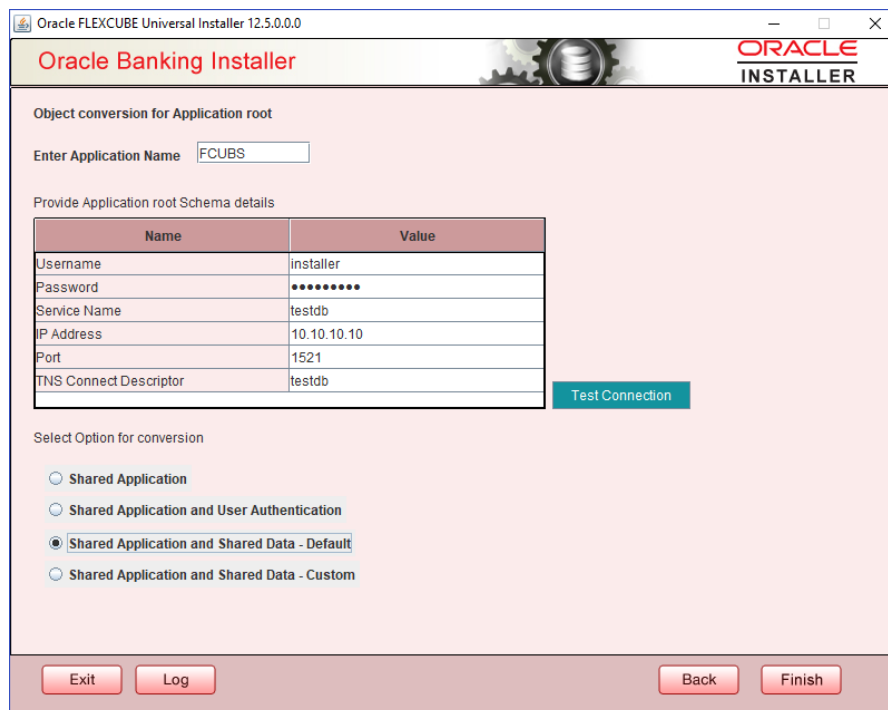 Oracle FLEXCUBE Universal Installer 12.5.0.0.0
Oracle Banking Installer
ORACLE
INSTALLER
Object conversion for Application root
Enter Application Name FCUBS
Provide Application root Schema details
Name Value
Username installer
Password •••••••••
Service Name testdb
IP Address 10.10.10.10
Port 1521
TNS Connect Descriptor testdb
Test Connection
Select Option for conversion
Shared Application
Shared Application and User Authentication
Shared Application and Shared Data - Default
Shared Application and Shared Data - Custom
Exit Log Back Finish